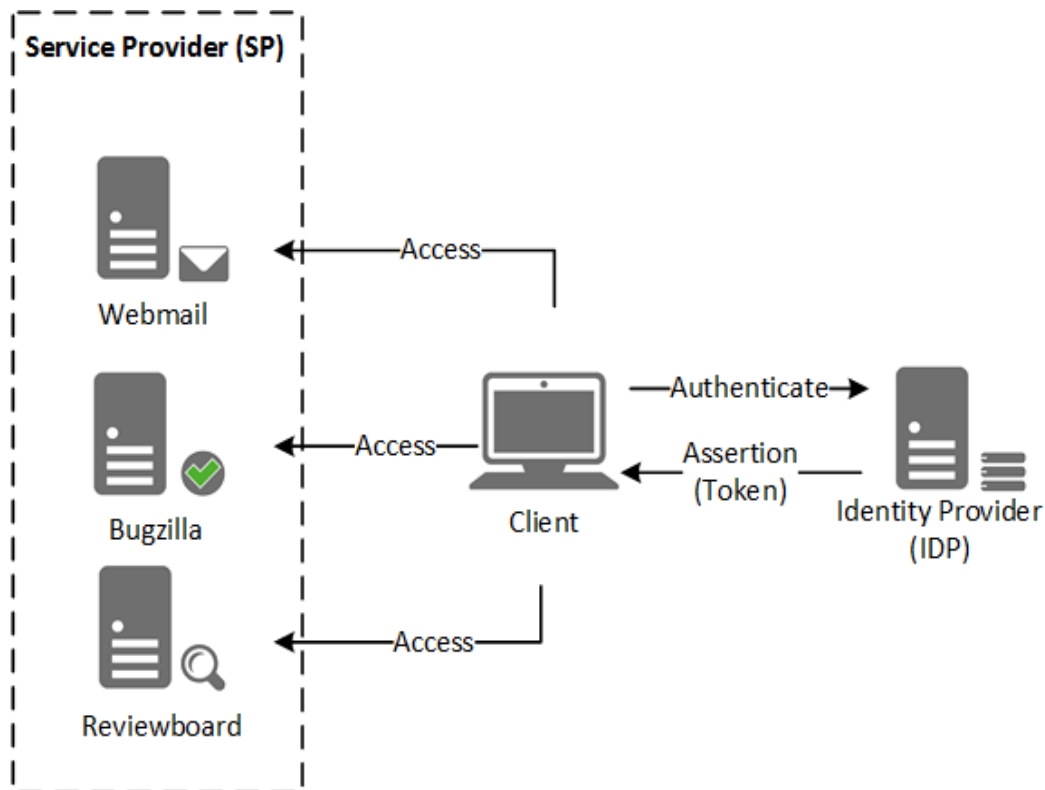 Service Provider (SP)
Access
Webmail
Authenticate
Access
Assertion
(Token)
Identity Provider
(IDP)
Client
Bugzilla
Access
Reviewboard